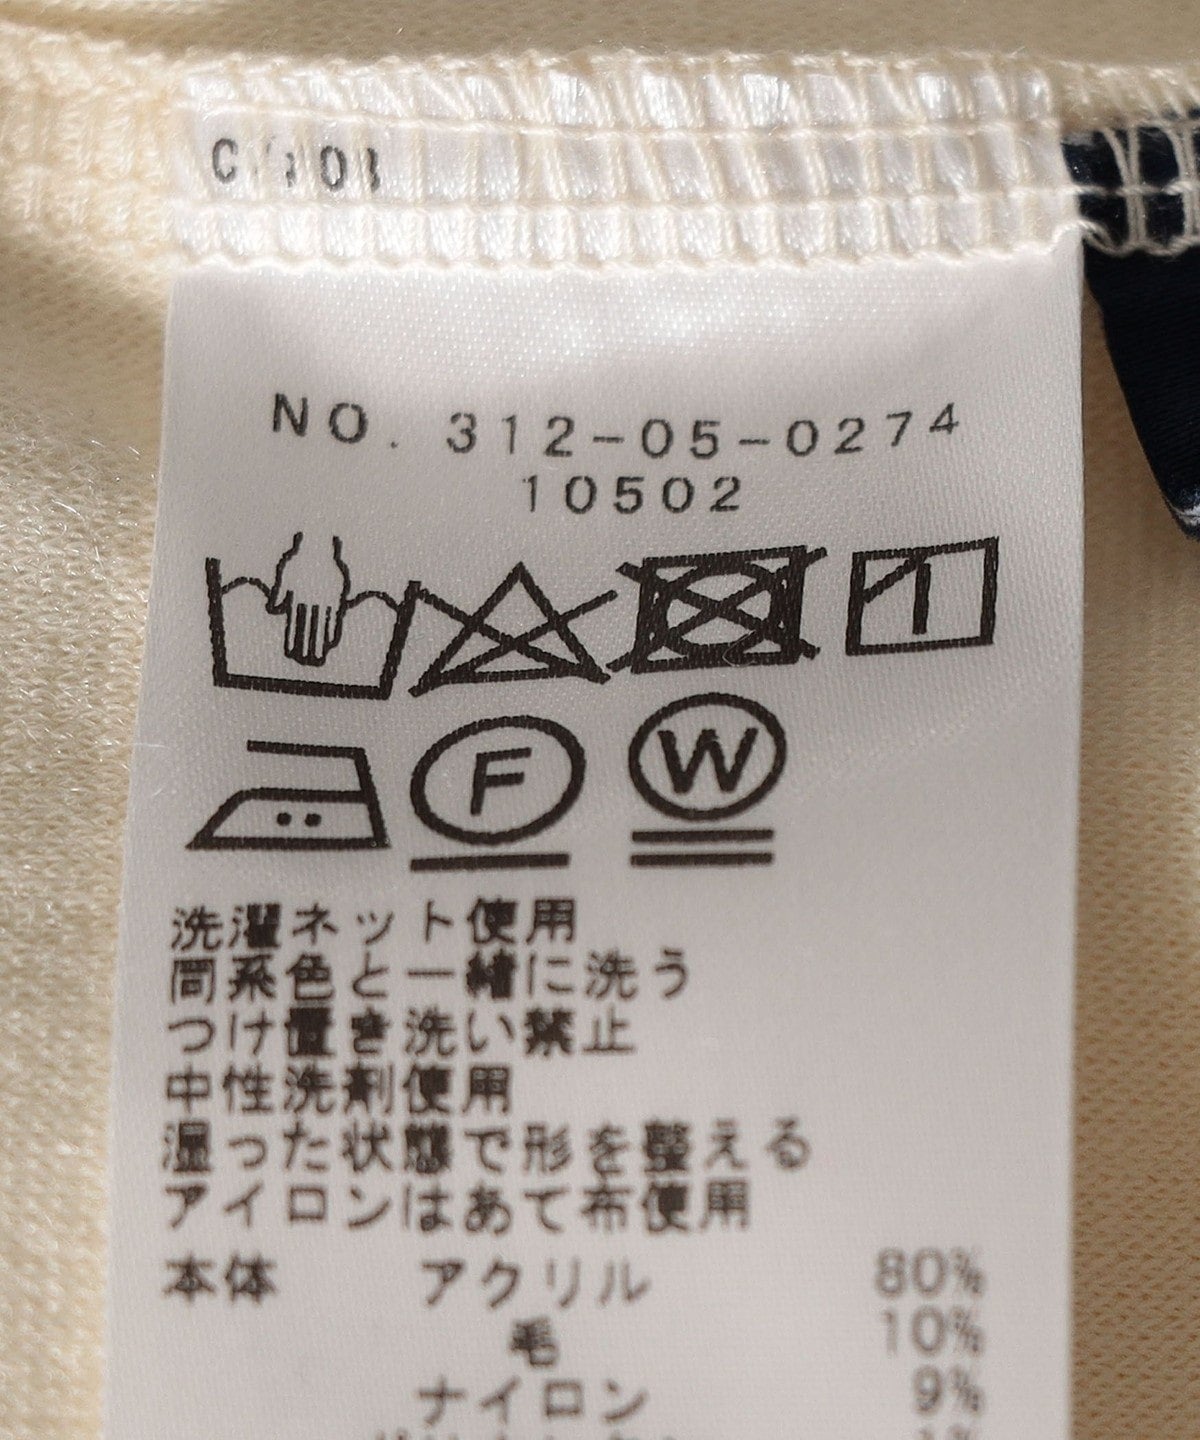 NO. 312-05-0274
10502
F
W
洗濯ネット使用
同系色と一緒に洗う
つけ置き洗い禁止
中性洗剤使用
湿った状態で形を整える
アイロンはあて布使用
本体 アクリル 80%
毛 10%
ナイロン 9%